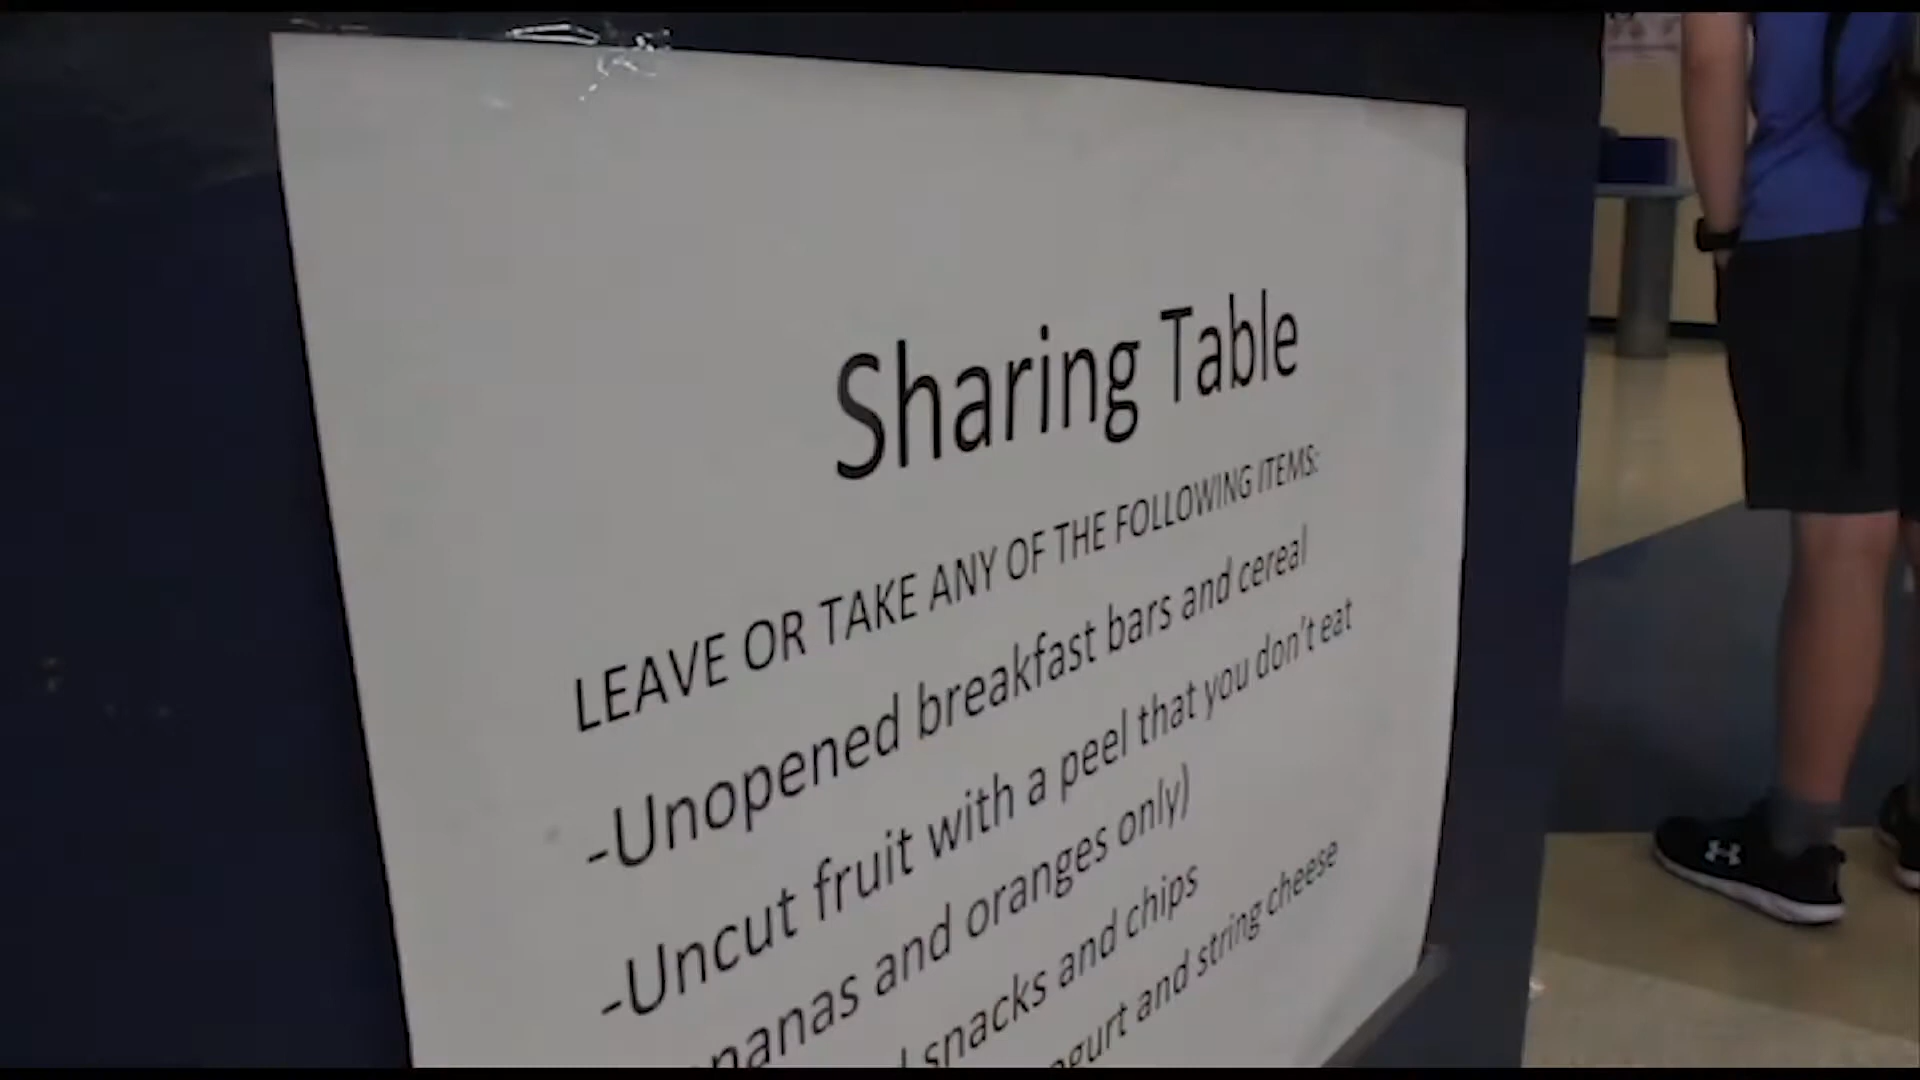 Sharing Table
LEAVE OR TAKE ANY OF THE FOLLOWING ITEMS:
-Unopened breakfast bars and cereal
-Uncut fruit with a peel that you don't eat
and oranges only)
snacks and chips
and string cheese